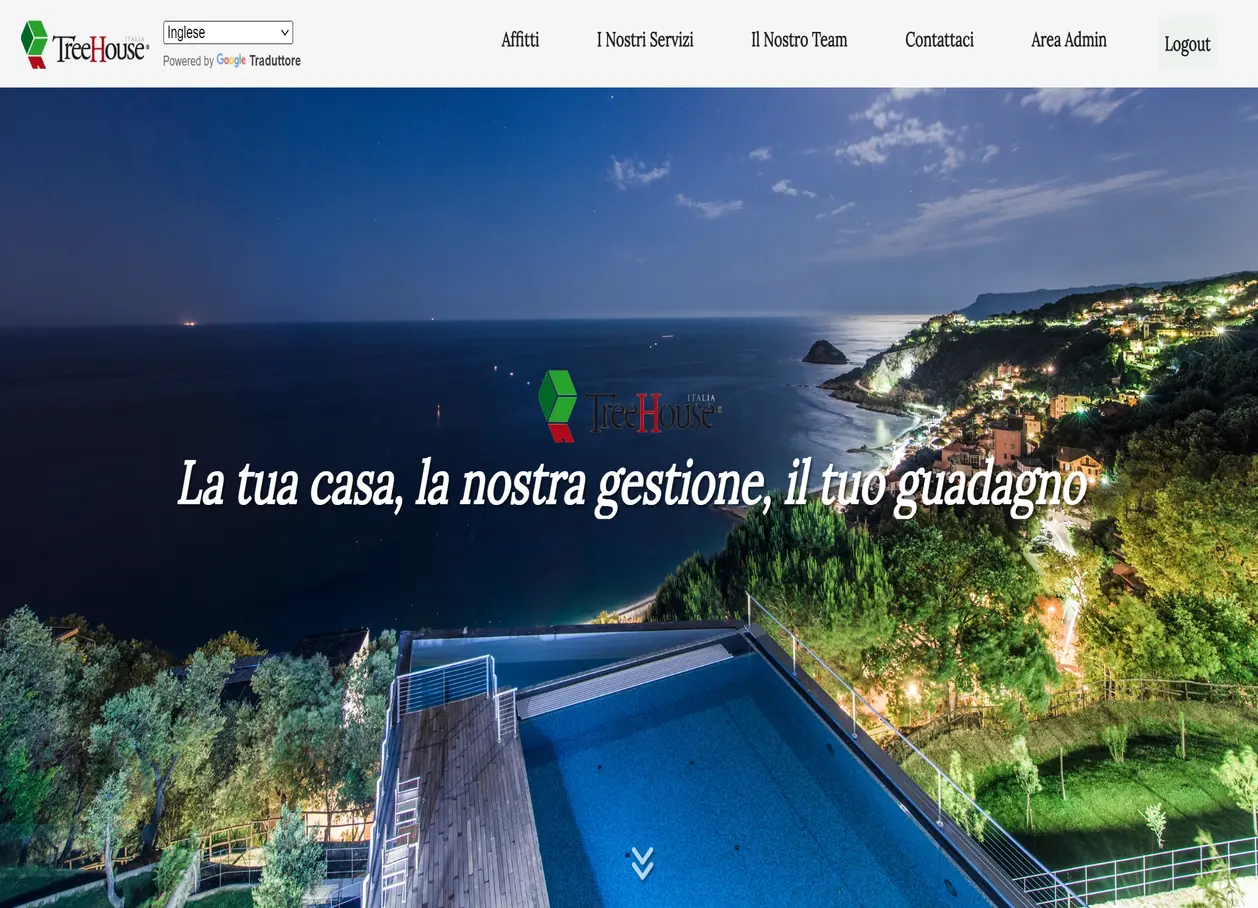 ITALIA
TreeHouse®
Inglese
Powered by Google Traduttore
Affitti
I Nostri Servizi
Il Nostro Team
Contattaci
Area Admin
Logout
ITALIA
TreeHouse®
La tua casa, la nostra gestione, il tuo guadagno